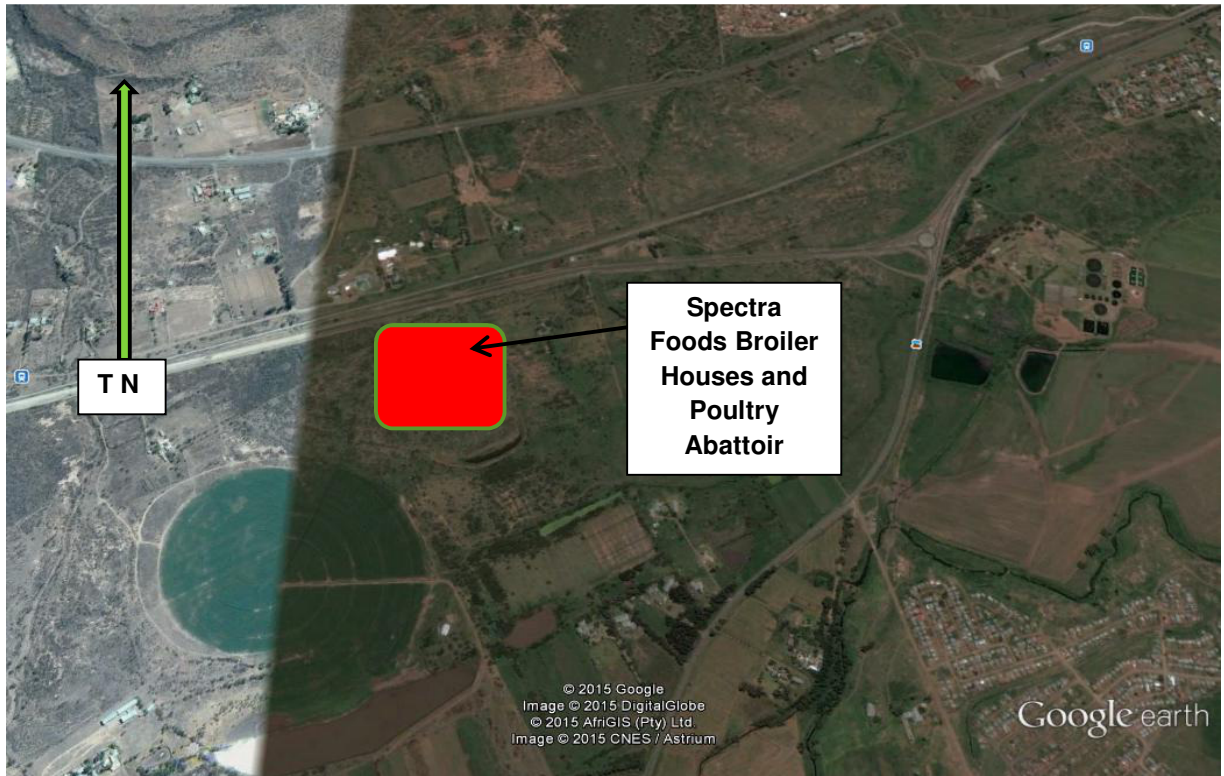 T N
Spectra
Foods Broiler
Houses and
Poultry
Abattoir
© 2015 Google
Image © 2015 DigitalGlobe
© 2015 AfriGIS (Pty) Ltd.
Image © 2015 CNES / Astrium
Google earth